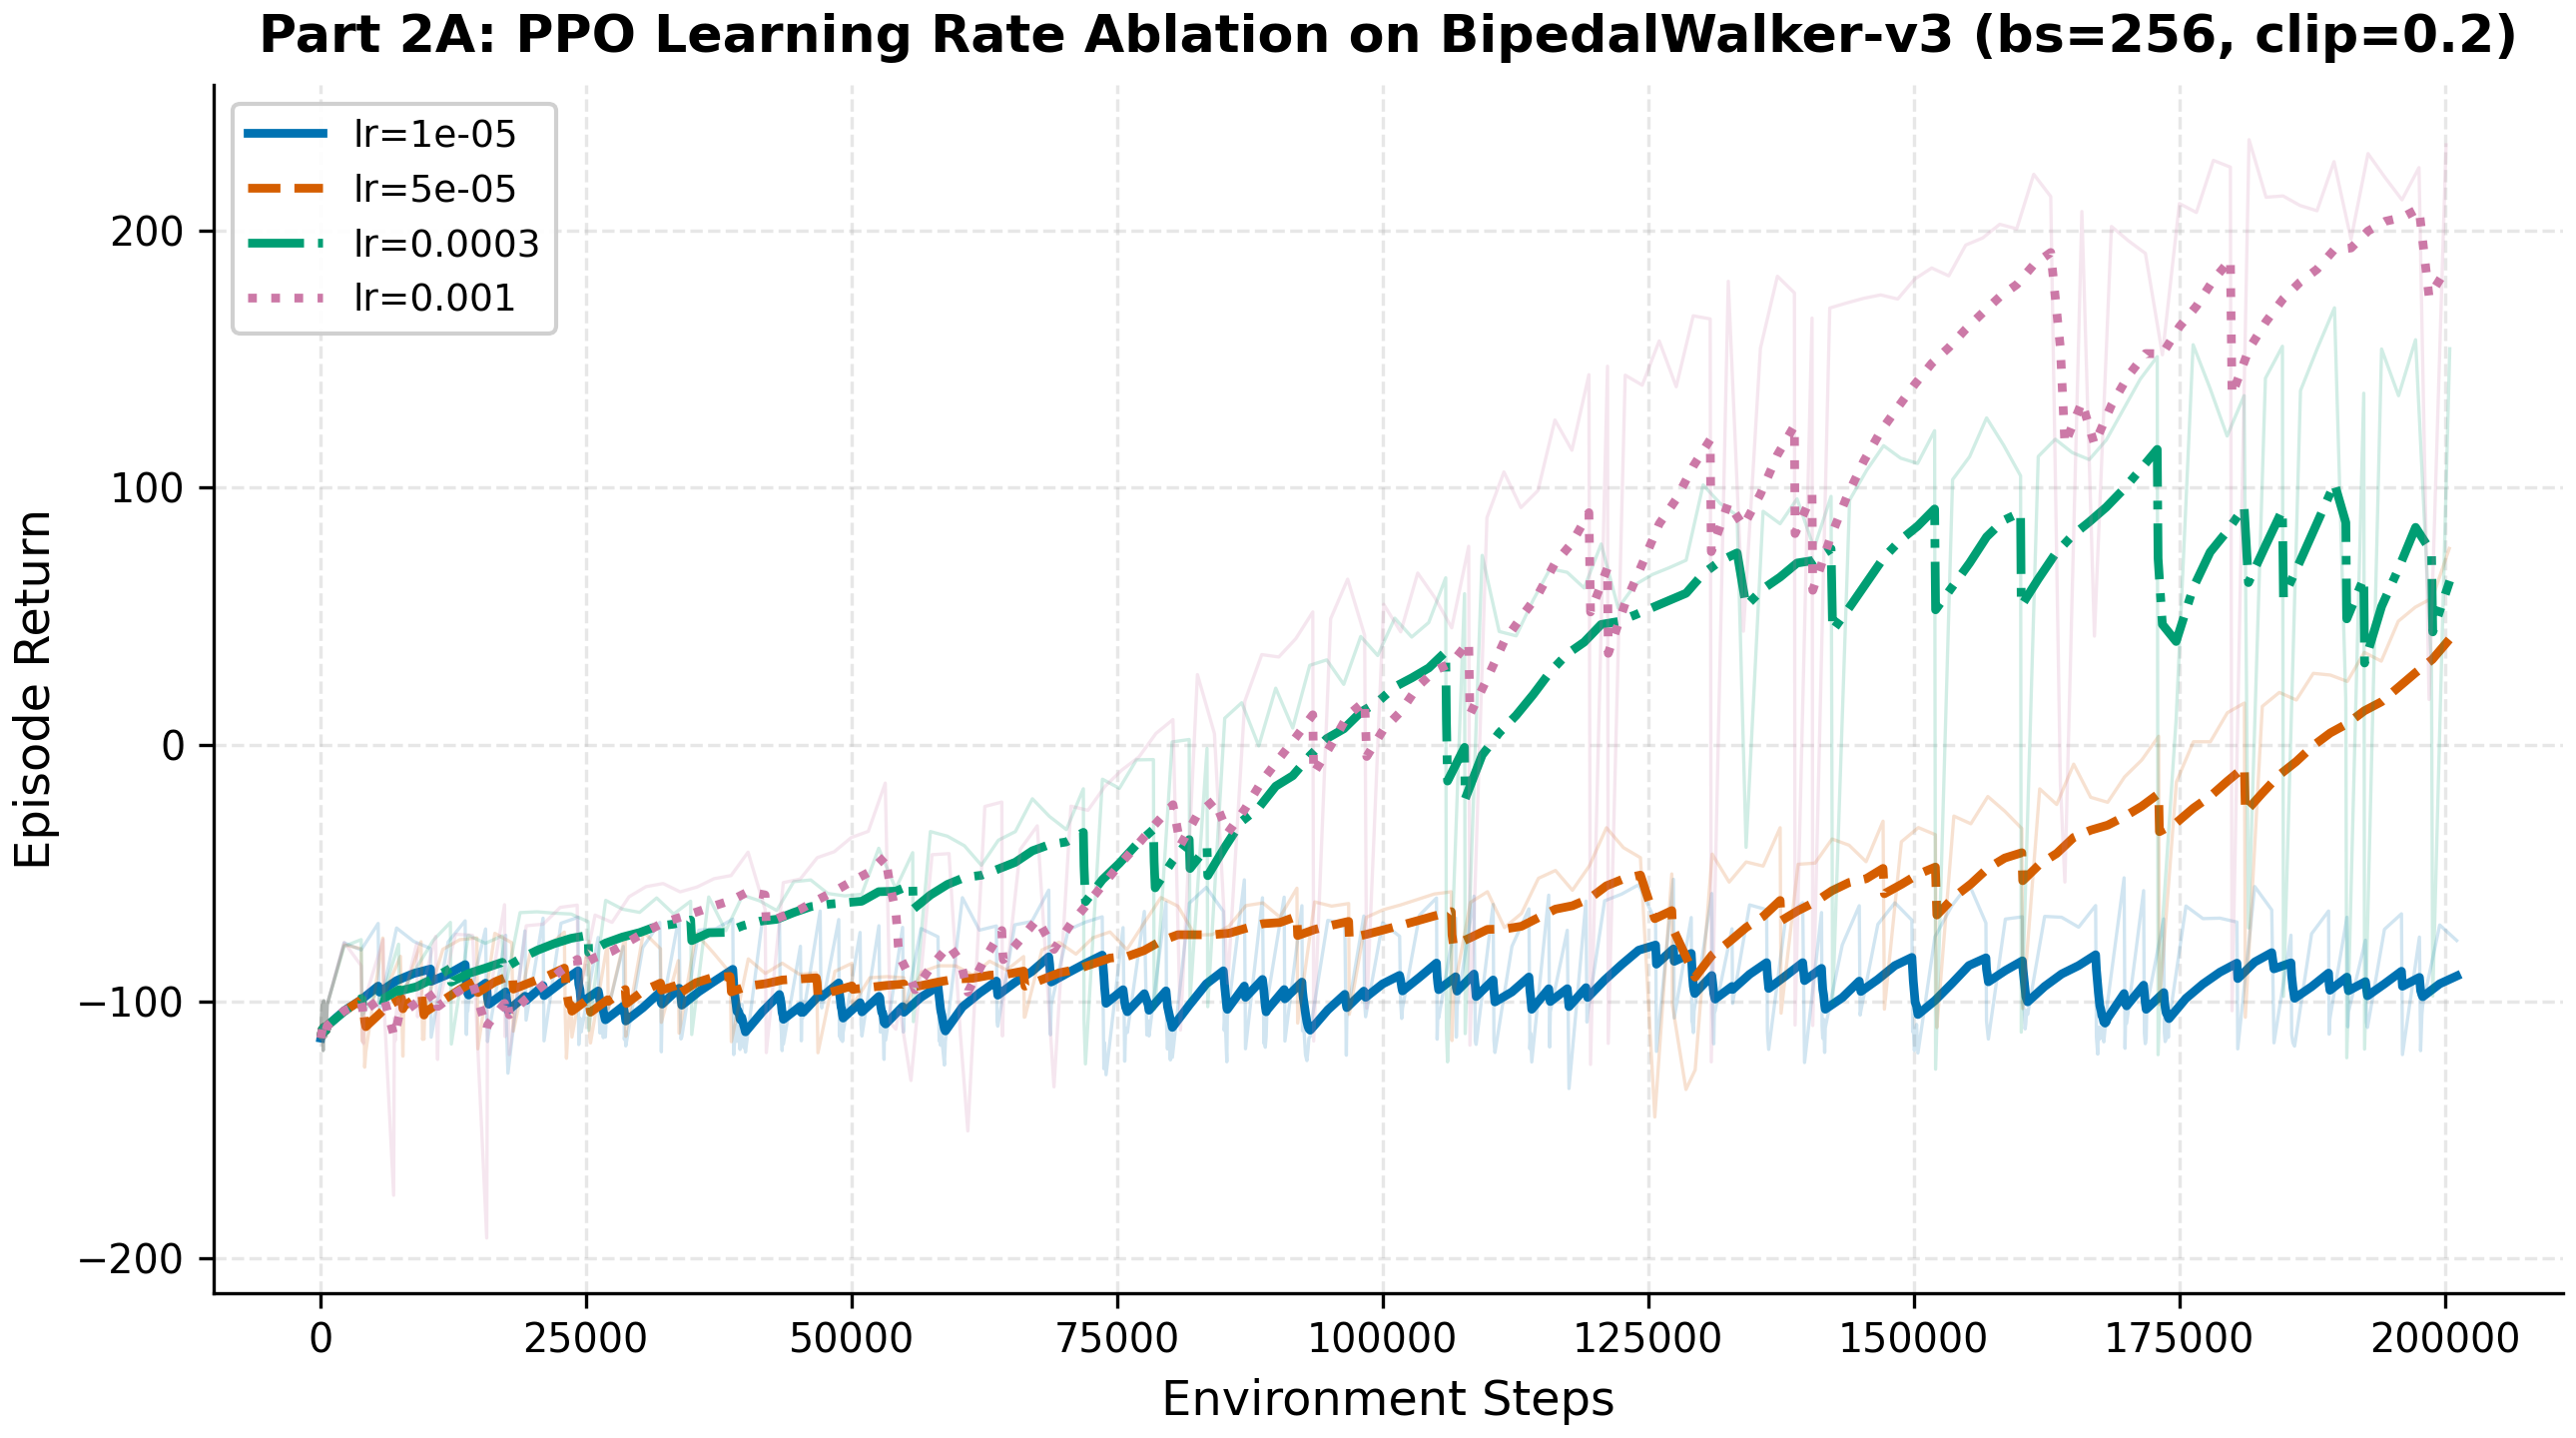 Part 2A: PPO Learning Rate Ablation on BipedalWalker-v3 (bs=256, clip=0.2)
lr=1e-05
lr=5e-05
lr=0.0003
lr=0.001
Episode Return
200
100
0
−100
−200
0 25000 50000 75000 100000 125000 150000 175000 200000
Environment Steps